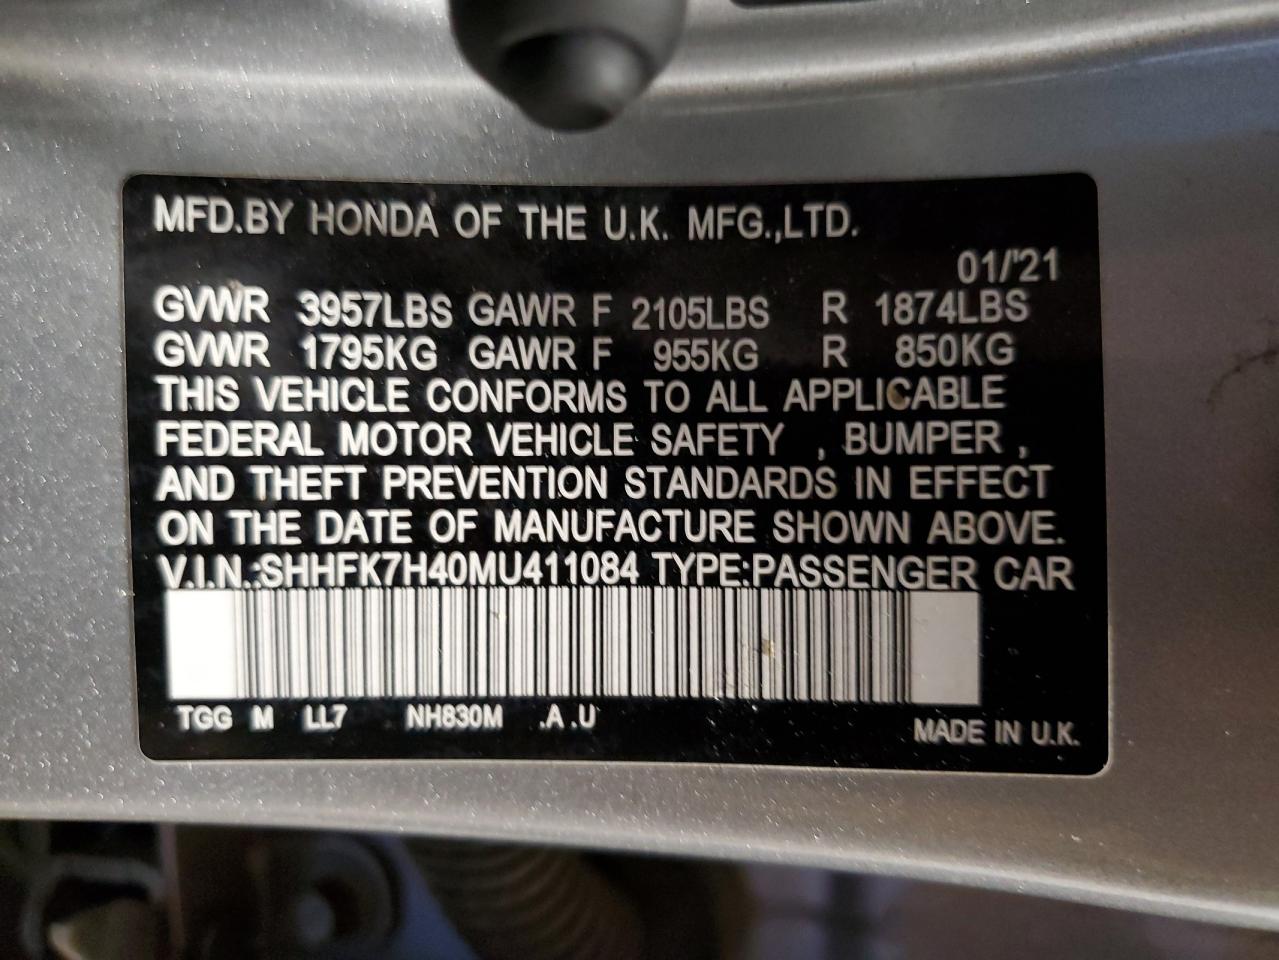 MFD.BY HONDA OF THE U.K. MFG.,LTD.
01/'21
GVWR 3957LBS GAWR F 2105LBS R 1874LBS
GVWR 1795KG GAWR F 955KG R 850KG
THIS VEHICLE CONFORMS TO ALL APPLICABLE
FEDERAL MOTOR VEHICLE SAFETY , BUMPER ,
AND THEFT PREVENTION STANDARDS IN EFFECT
ON THE DATE OF MANUFACTURE SHOWN ABOVE.
V.I.N.:SHHFK7H40MU411084 TYPE:PASSENGER CAR
TGG M LL7 NH830M .A .U
MADE IN U.K.